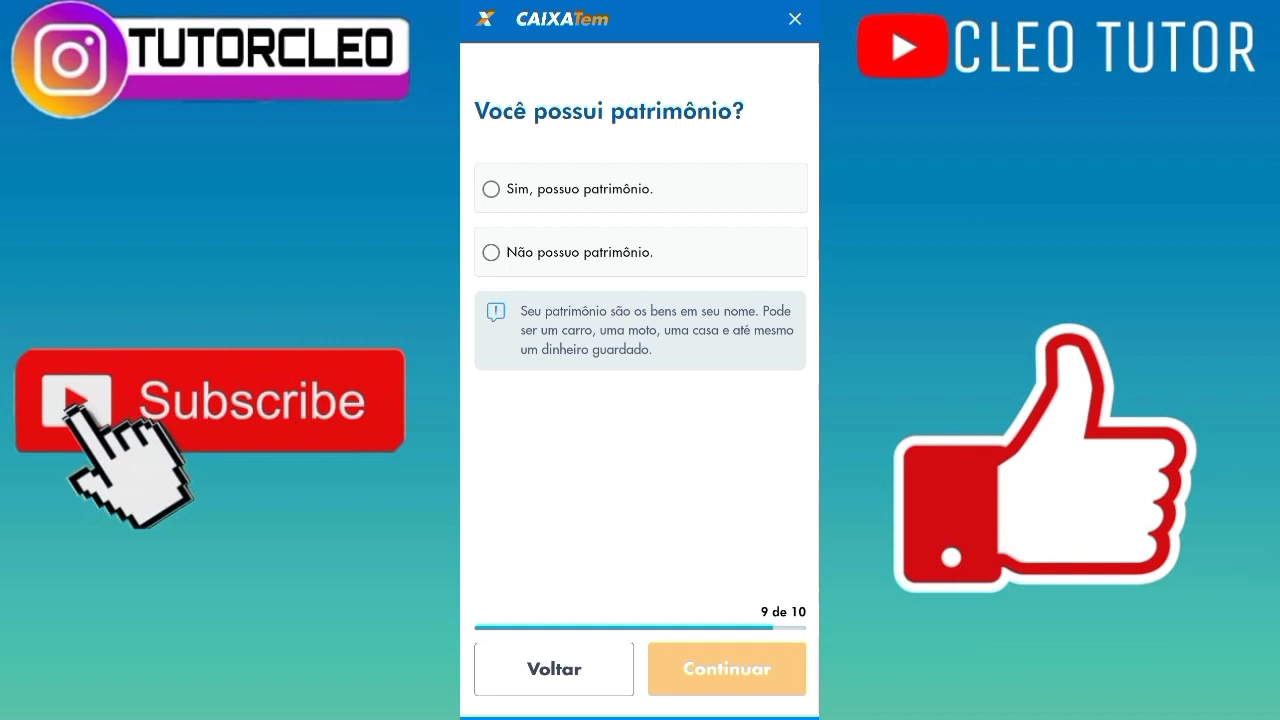 TUTORCLEO
CAIXATem
CLEO TUTOR
Você possui patrimônio?
Sim, possuo patrimônio.
Não possuo patrimônio.
Seu patrimônio são os bens em seu nome. Pode
ser um carro, uma moto, uma casa e até mesmo
um dinheiro guardado.
Subscribe
9 de 10
Voltar
Continuar